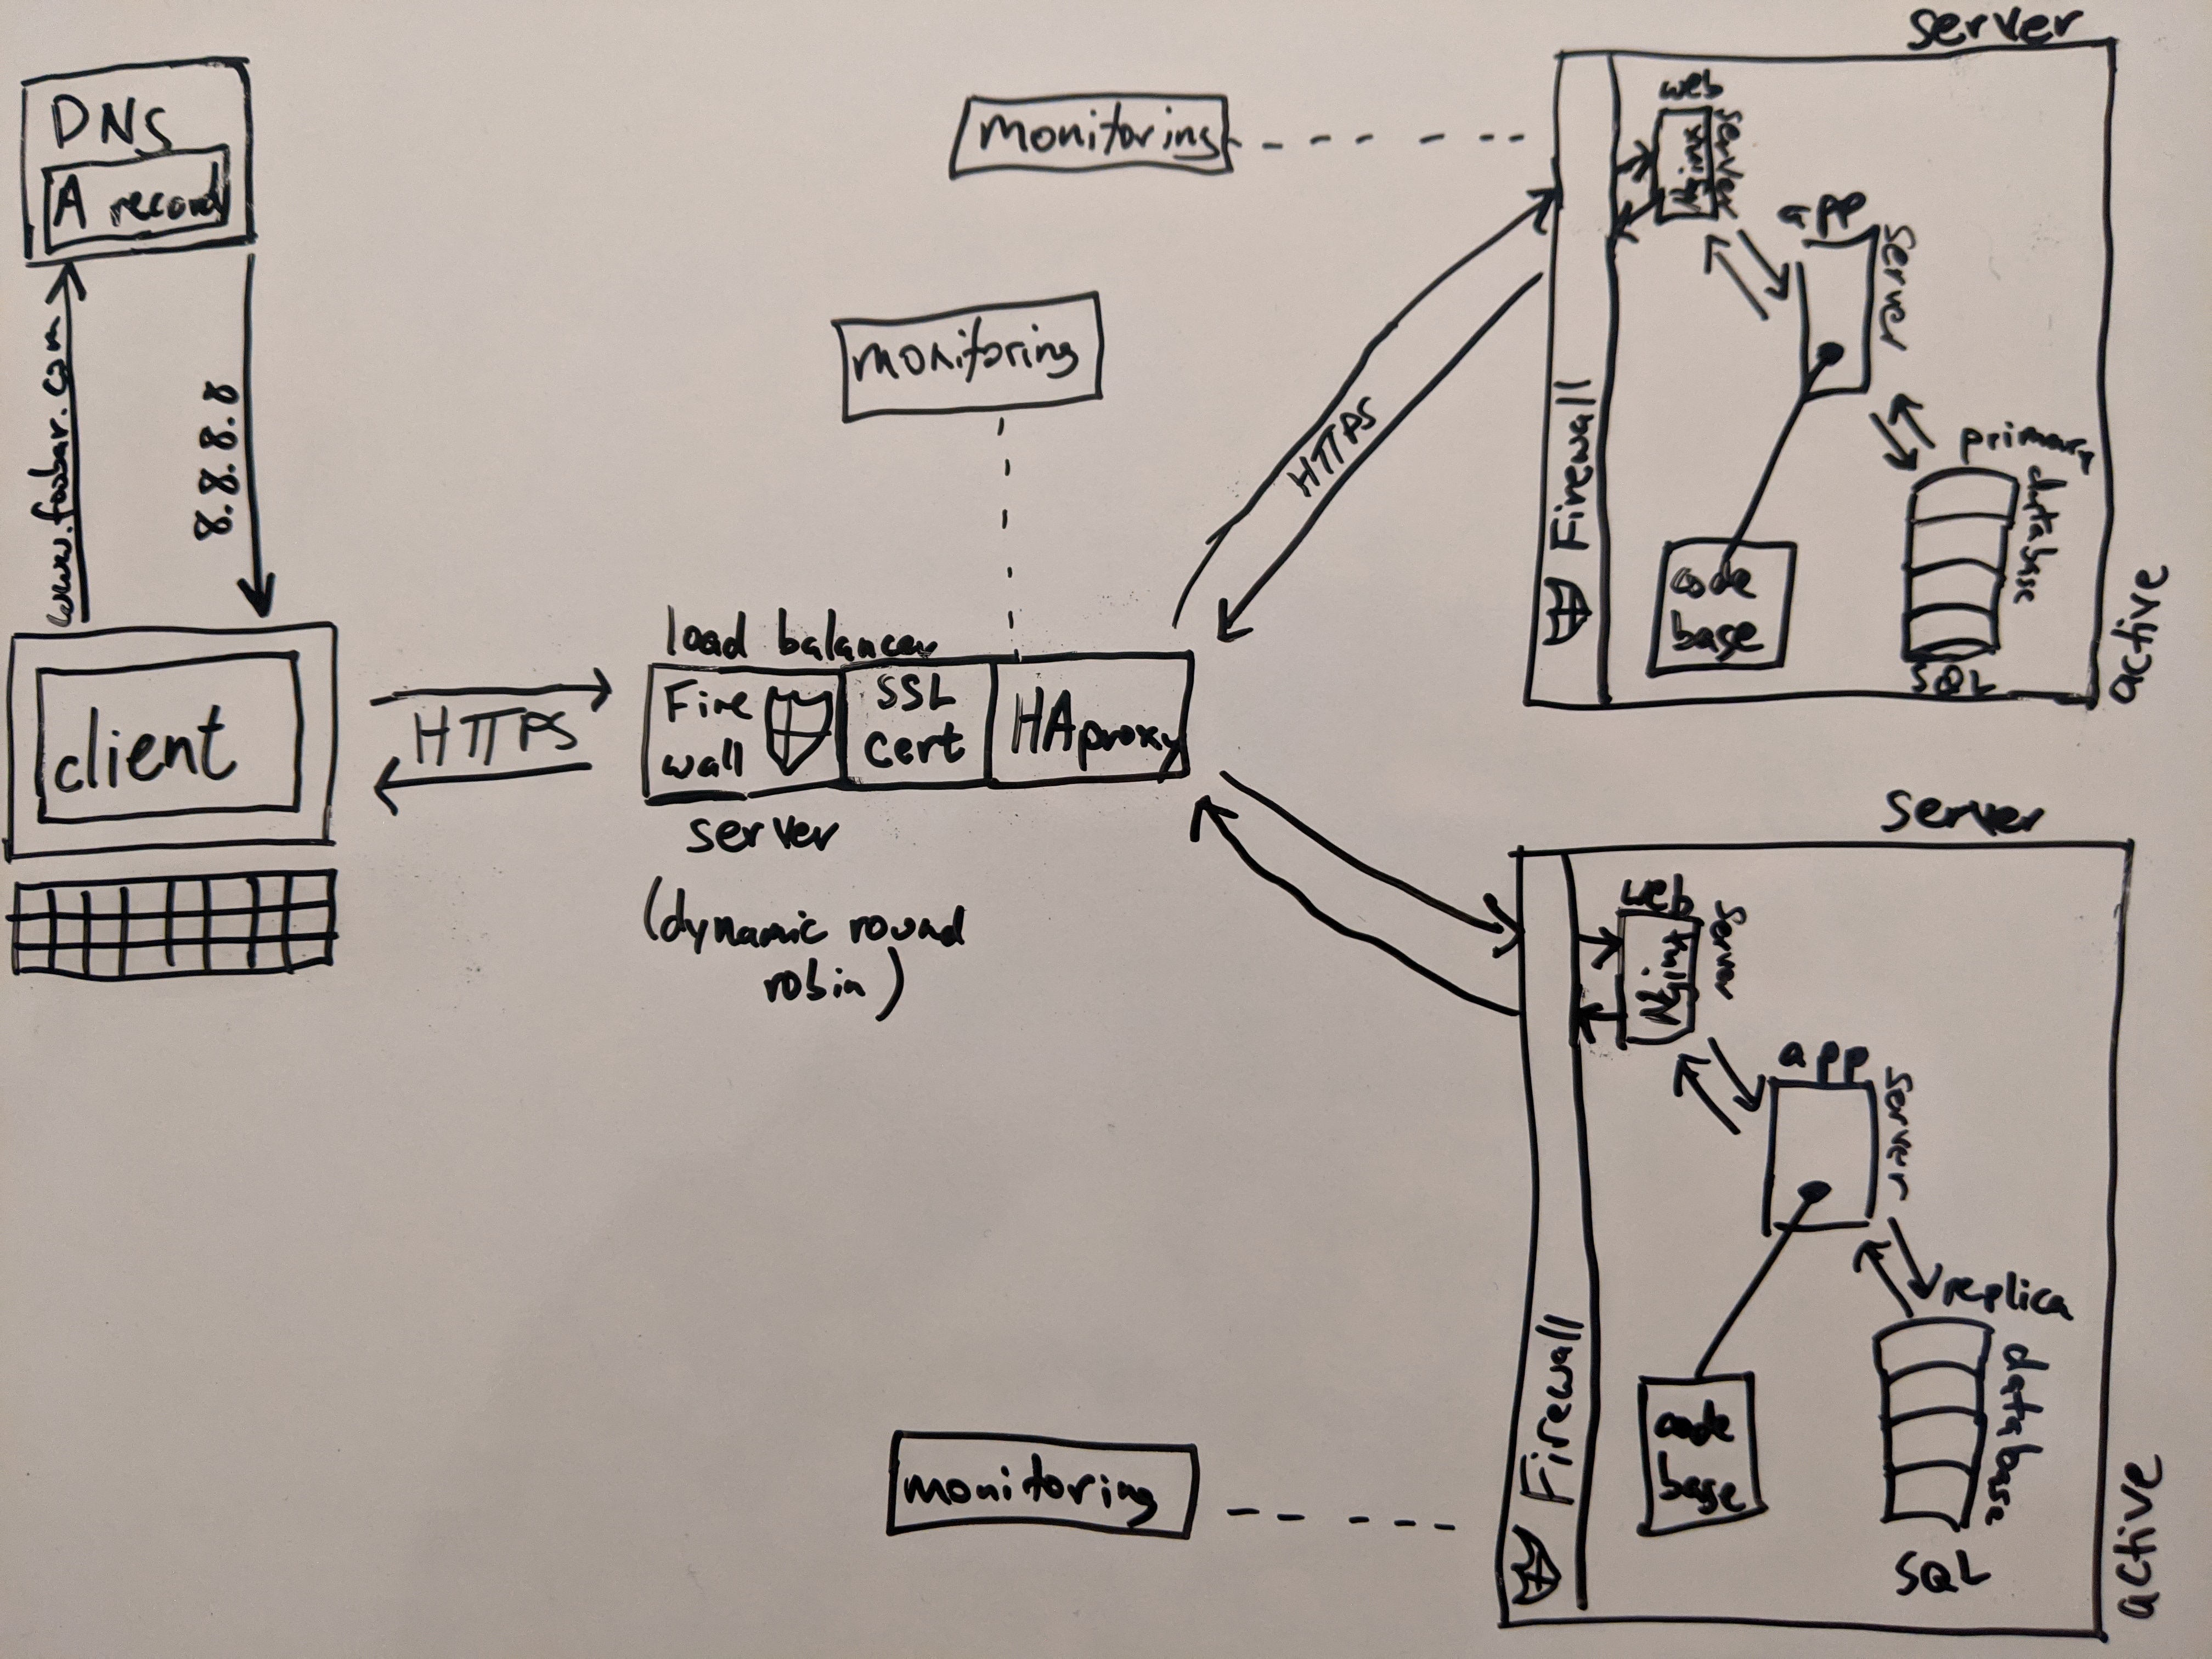 DNS
A record
www.foobar.com
8.8.8.8
client
HTTPS
monitoring
monitoring
load balancer
Fire
wall
SSL
cert
HAproxy
server
(dynamic round
robin)
HTTPS
monitoring
server
Firewall
web
server
app
server
code
base
primary
database
SQL
active
server
Firewall
web
server
app
server
code
base
replica
database
SQL
active